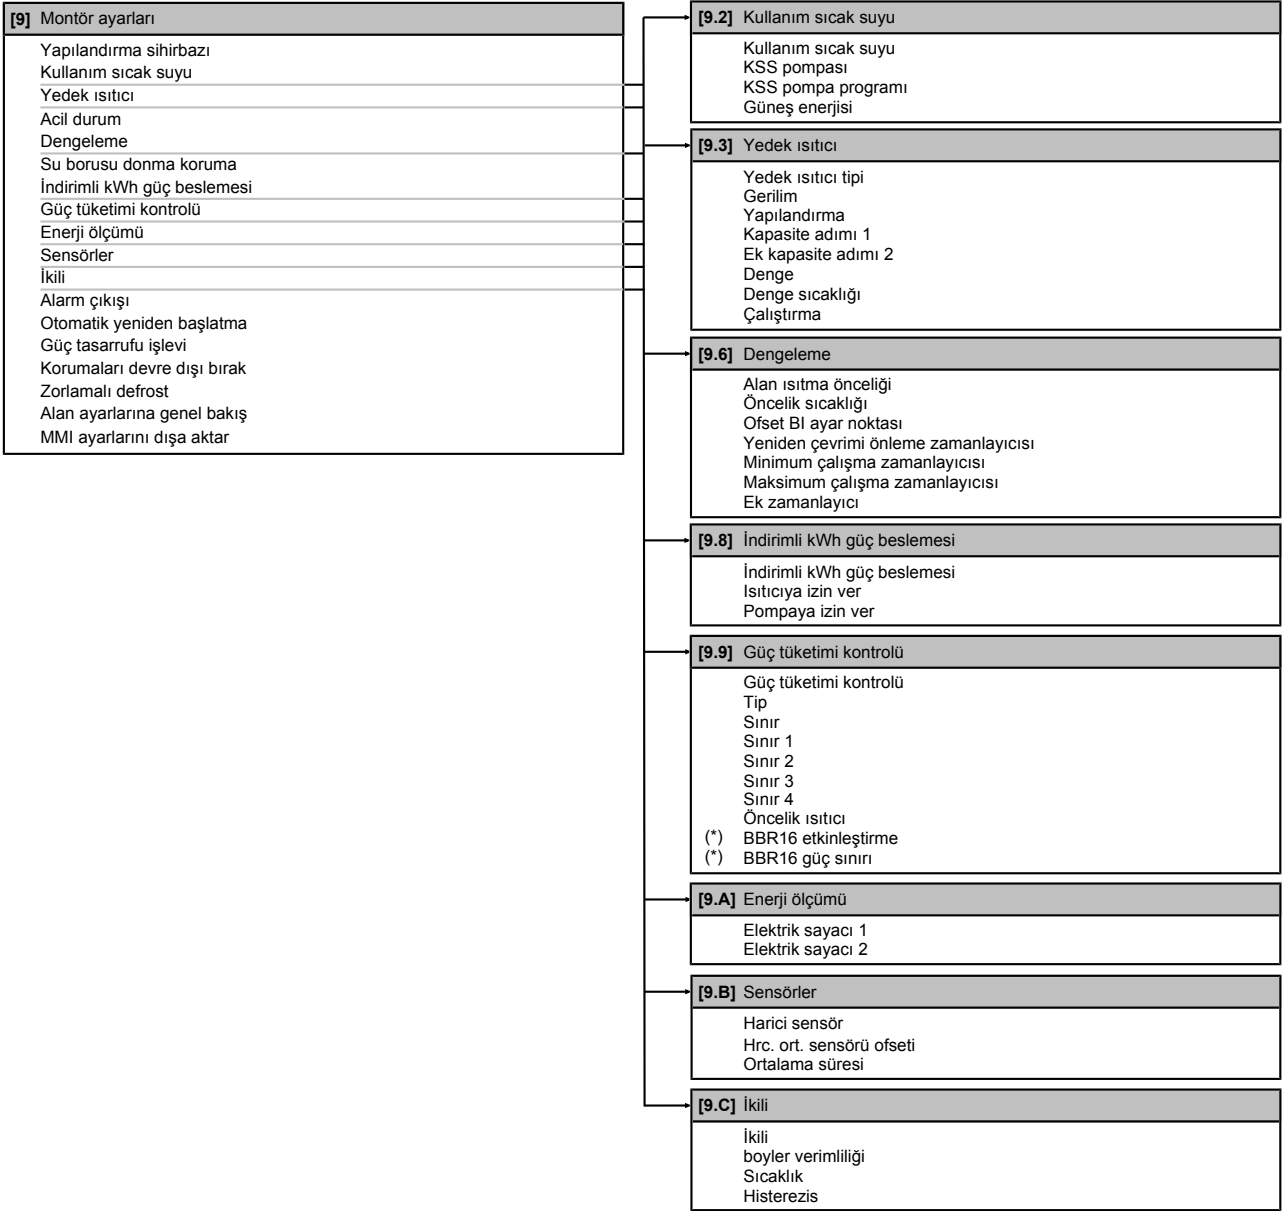 [9] Montör ayarları
Yapılandırma sihirbazı
Kullanım sıcak suyu
Yedek ısıtıcı
Acil durum
Dengeleme
Su borusu donma koruma
İndirimli kWh güç beslemesi
Güç tüketimi kontrolü
Enerji ölçümü
Sensörler
İkili
Alarm çıkışı
Otomatik yeniden başlatma
Güç tasarrufu işlevi
Korumaları devre dışı bırak
Zorlamalı defrost
Alan ayarlarına genel bakış
MMI ayarlarını dışa aktar
[9.2] Kullanım sıcak suyu
Kullanım sıcak suyu
KSS pompası
KSS pompa programı
Güneş enerjisi
[9.3] Yedek ısıtıcı
Yedek ısıtıcı tipi
Gerilim
Yapılandırma
Kapasite adımı 1
Ek kapasite adımı 2
Denge
Denge sıcaklığı
Çalıştırma
[9.6] Dengeleme
Alan ısıtma önceliği
Öncelik sıcaklığı
Ofset BI ayar noktası
Yeniden çevrimi önleme zamanlayıcısı
Minimum çalışma zamanlayıcısı
Maksimum çalışma zamanlayıcısı
Ek zamanlayıcı
[9.8] İndirimli kWh güç beslemesi
İndirimli kWh güç beslemesi
Isıtıcıya izin ver
Pompaya izin ver
[9.9] Güç tüketimi kontrolü
Güç tüketimi kontrolü
Tip
Sınır
Sınır 1
Sınır 2
Sınır 3
Sınır 4
Öncelik ısıtıcı
(*) BBR16 etkinleştirme
(*) BBR16 güç sınırı
[9.A] Enerji ölçümü
Elektrik sayacı 1
Elektrik sayacı 2
[9.B] Sensörler
Harici sensör
Hrc. ort. sensörü ofseti
Ortalama süresi
[9.C] İkili
İkili
boyler verimliliği
Sıcaklık
Histerezis